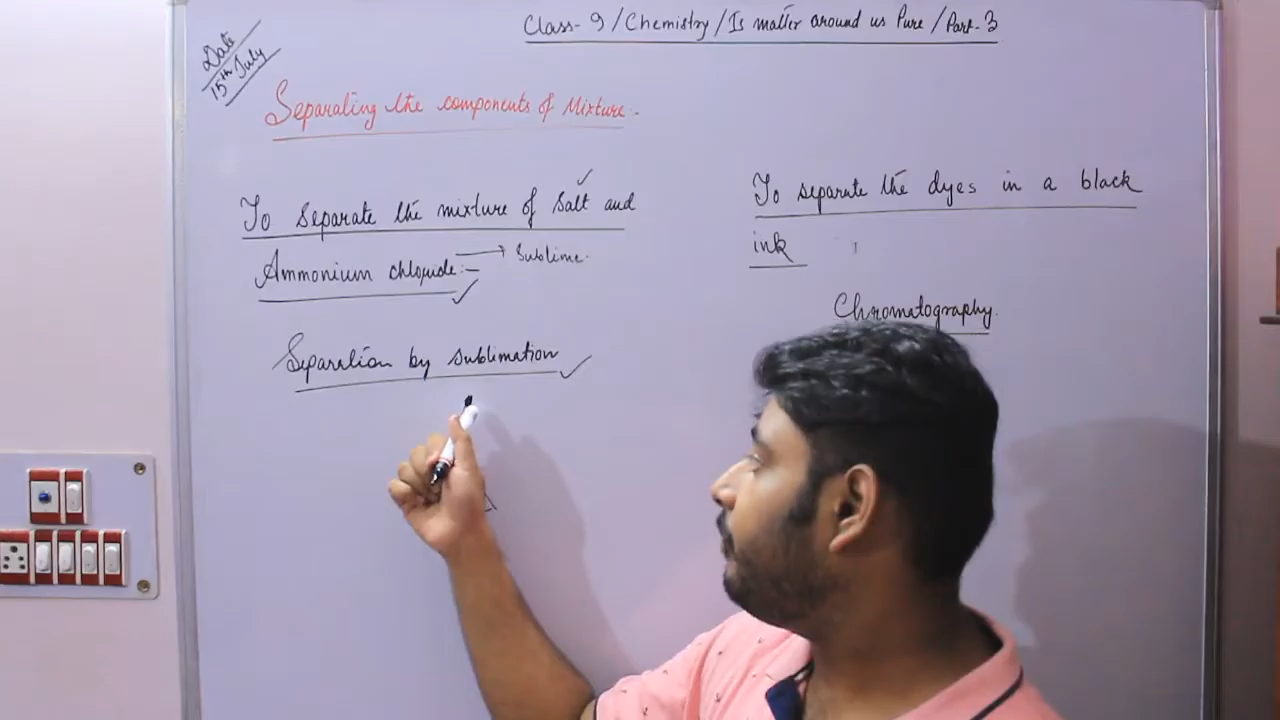 Class-9/Chemistry/Is matter around us Pure/Part-3
Date
15th July
Separating the components of Mixture:-
To separate the mixture of Salt and
Ammonium chloride:- → Sublime.
Separation by sublimation
To separate the dyes in a black
ink
Chromatography.